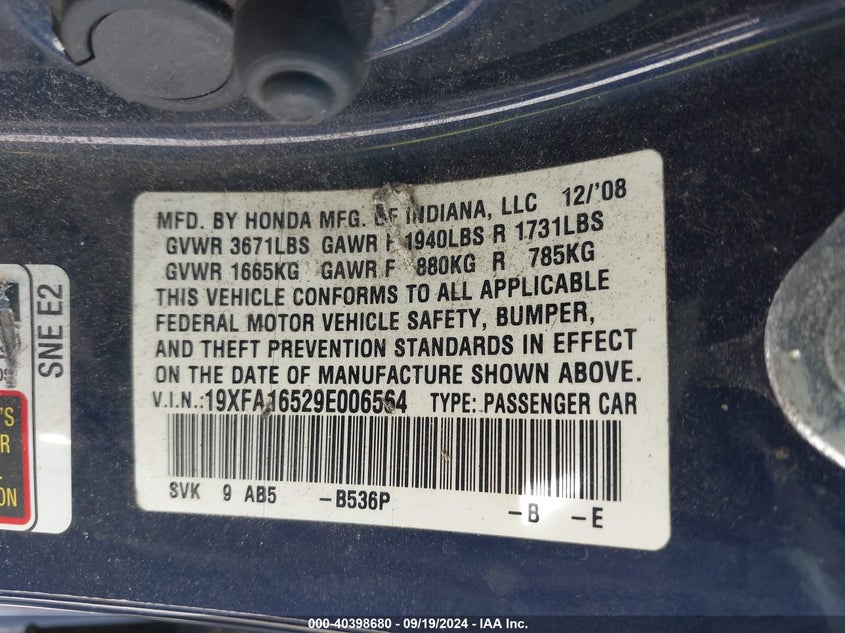 MFD. BY HONDA MFG. OF INDIANA, LLC 12/'08
GVWR 3671LBS GAWR F 1940LBS R 1731LBS
GVWR 1665KG GAWR F 880KG R 785KG
THIS VEHICLE CONFORMS TO ALL APPLICABLE
FEDERAL MOTOR VEHICLE SAFETY, BUMPER,
AND THEFT PREVENTION STANDARDS IN EFFECT
ON THE DATE OF MANUFACTURE SHOWN ABOVE.
V.I.N.:19XFA16529E006564 TYPE: PASSENGER CAR
SVK 9 AB5 -B536P -B -E
SNE E2
'S
R
ON
000-40398680 - 09/19/2024 - IAA Inc.